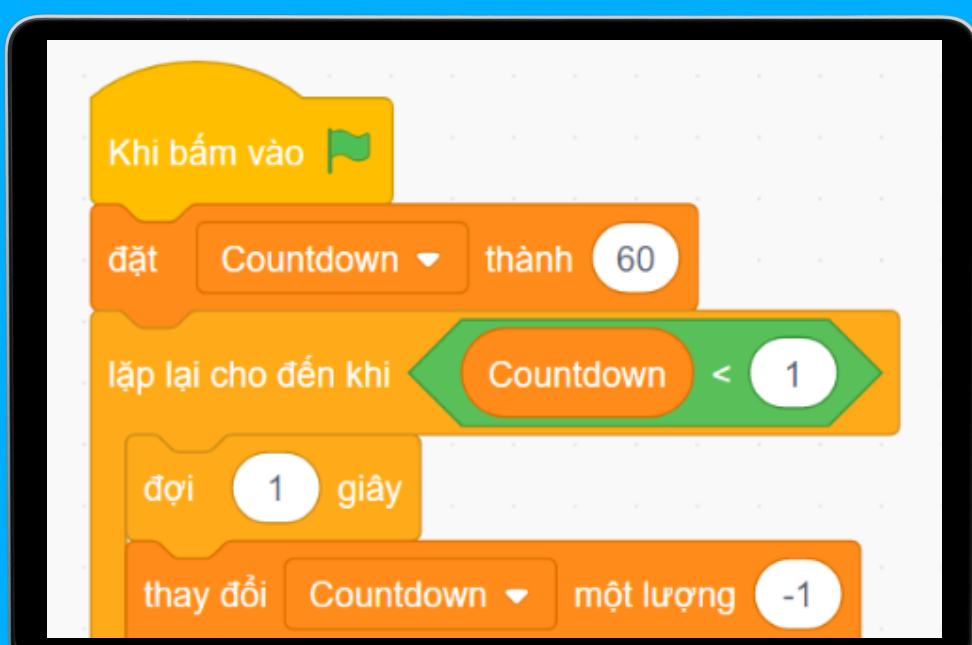 Khi bấm vào
đặt Countdown thành 60
lặp lại cho đến khi Countdown < 1
đợi 1 giây
thay đổi Countdown một lượng -1